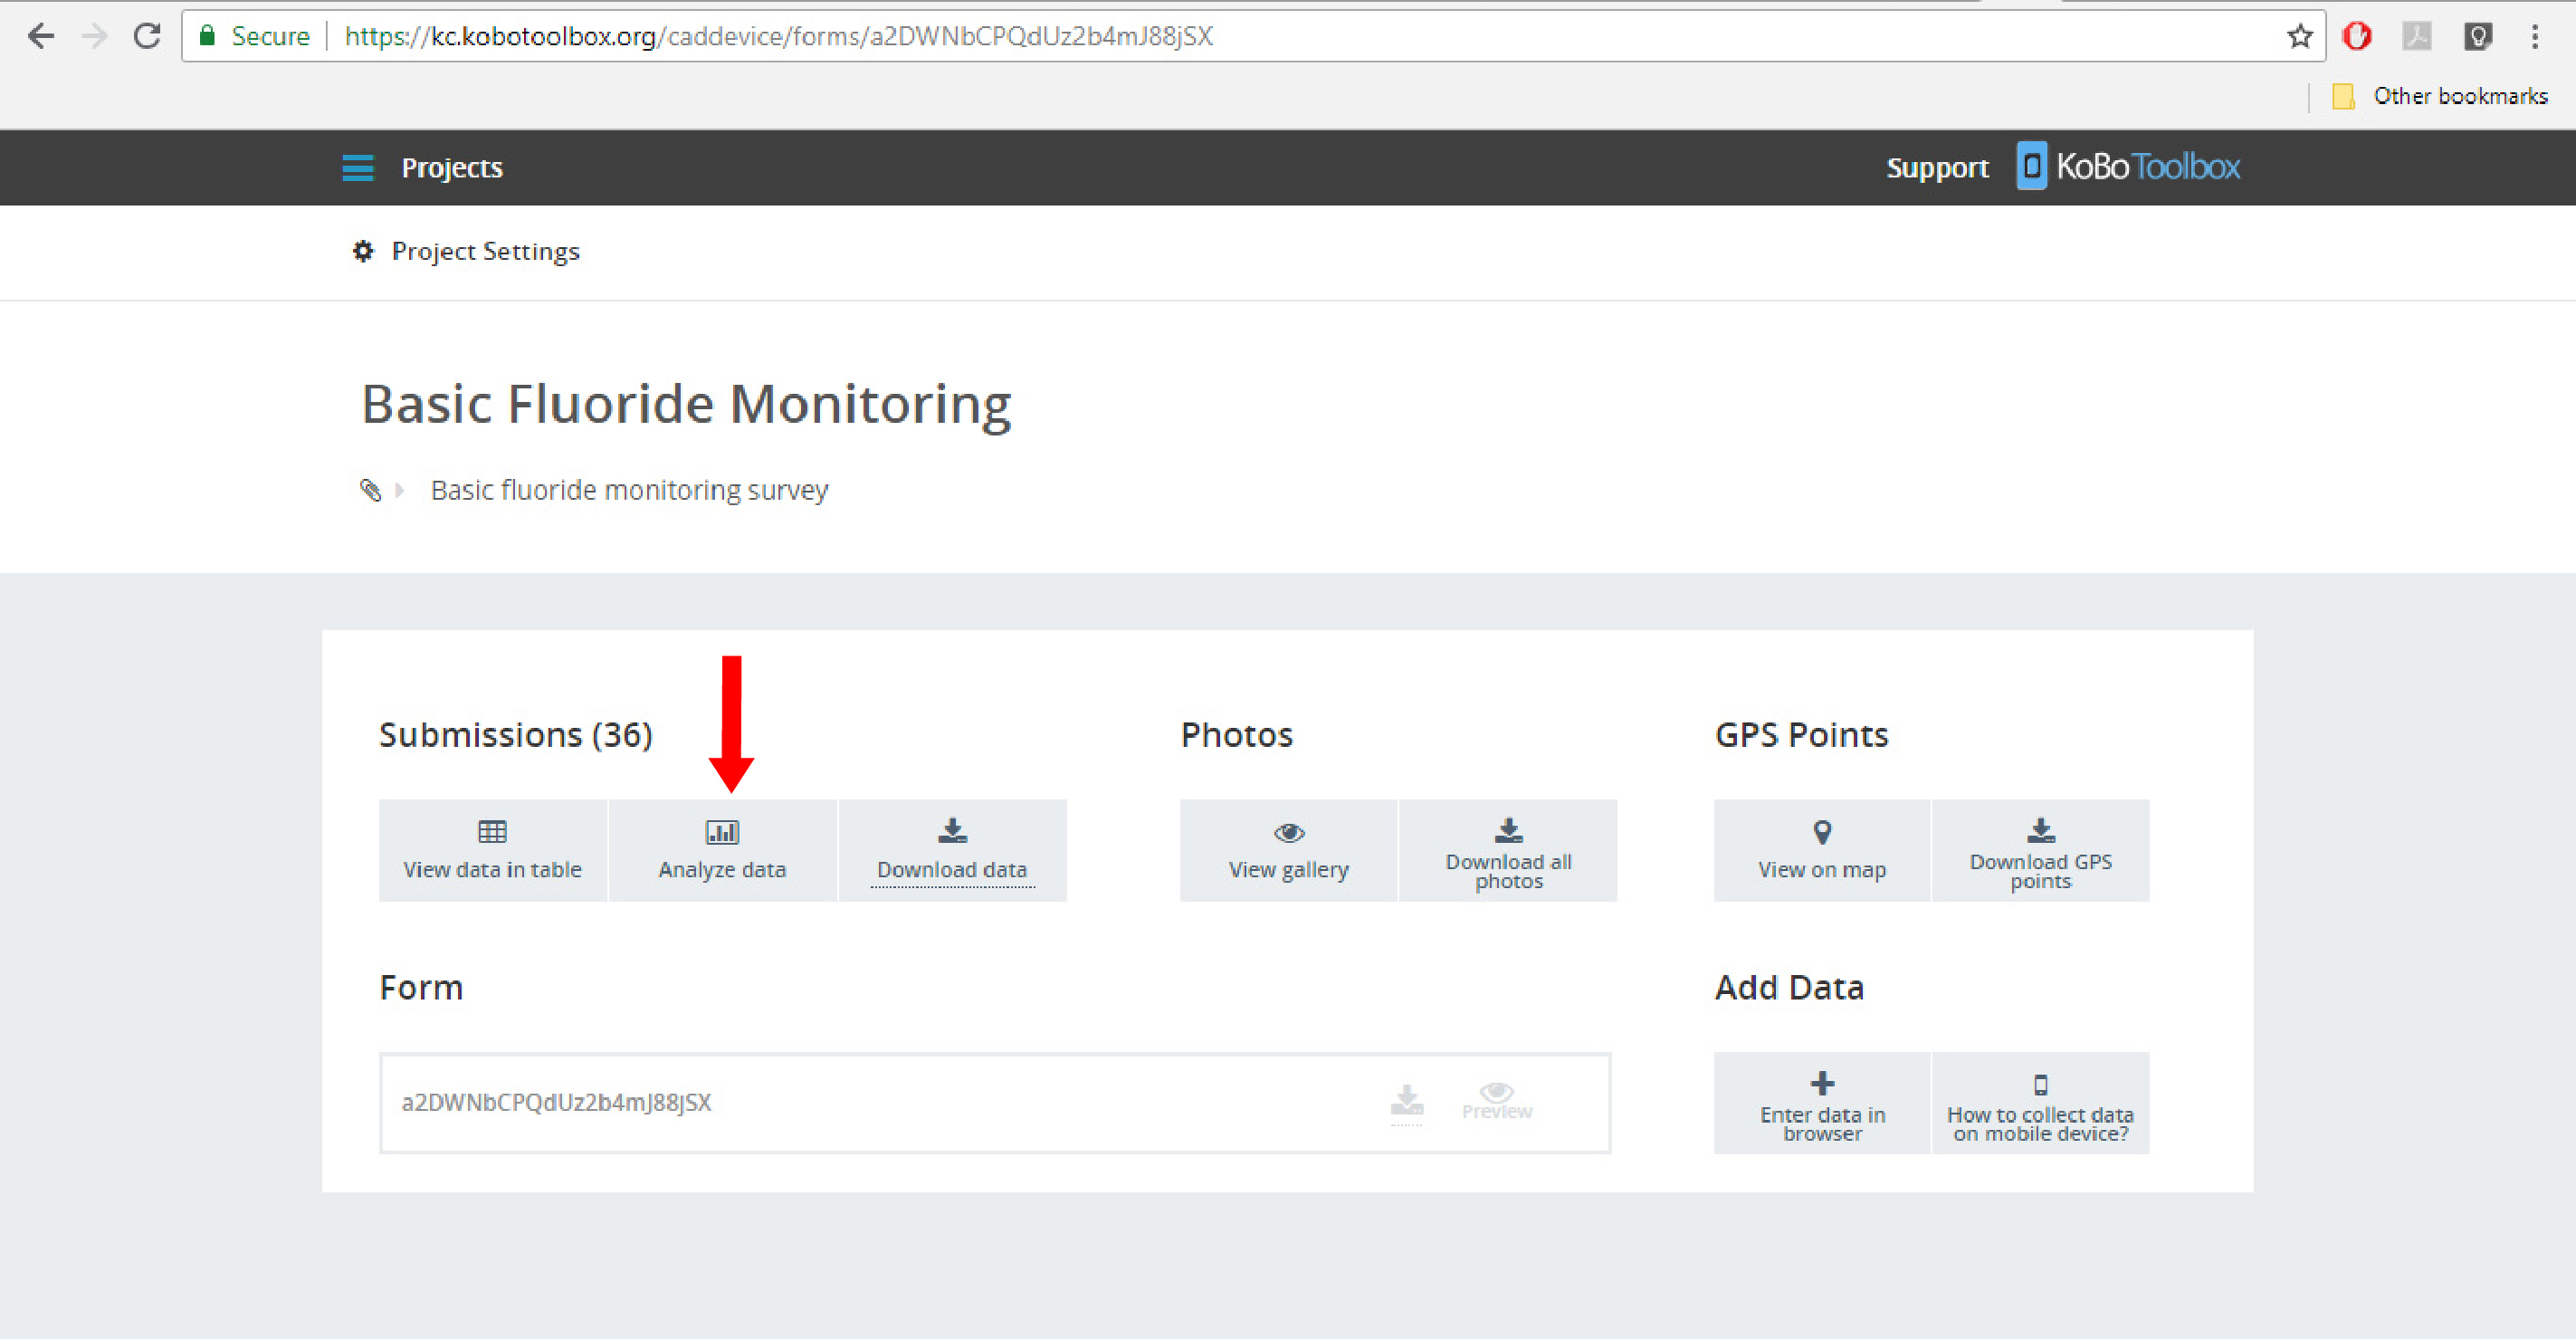 Secure https://kc.kobotoolbox.org/caddevice/forms/a2DWNbCPQdUz2b4mJ88jSX
Other bookmarks
Projects Support KoBoToolbox
Project Settings
Basic Fluoride Monitoring
Basic fluoride monitoring survey
Submissions (36) Photos GPS Points
View data in table Analyze data Download data View gallery Download all photos View on map Download GPS points
Form Add Data
a2DWNbCPQdUz2b4mJ88jSX Preview Enter data in browser How to collect data on mobile device?